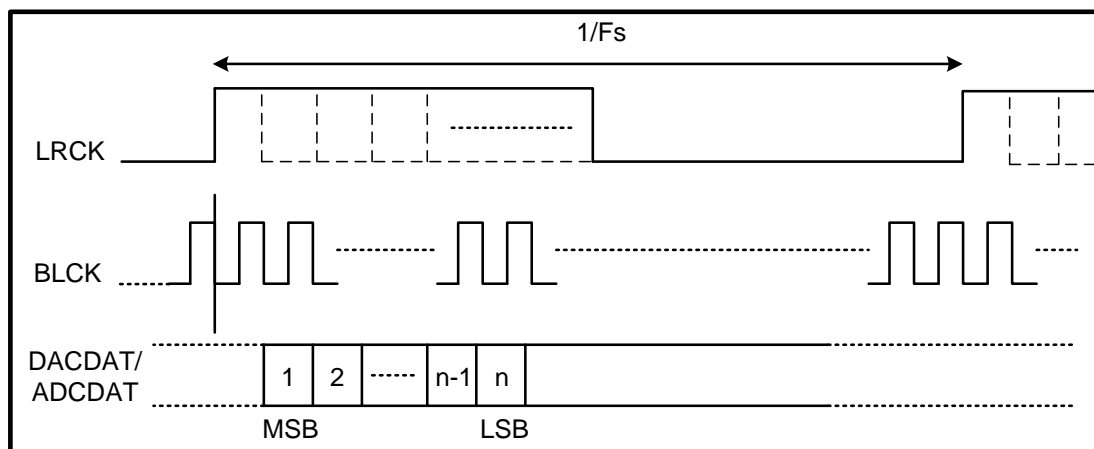 1/Fs
LRCK
BLCK
DACDAT/
ADCDAT
1 2 n-1 n
MSB LSB